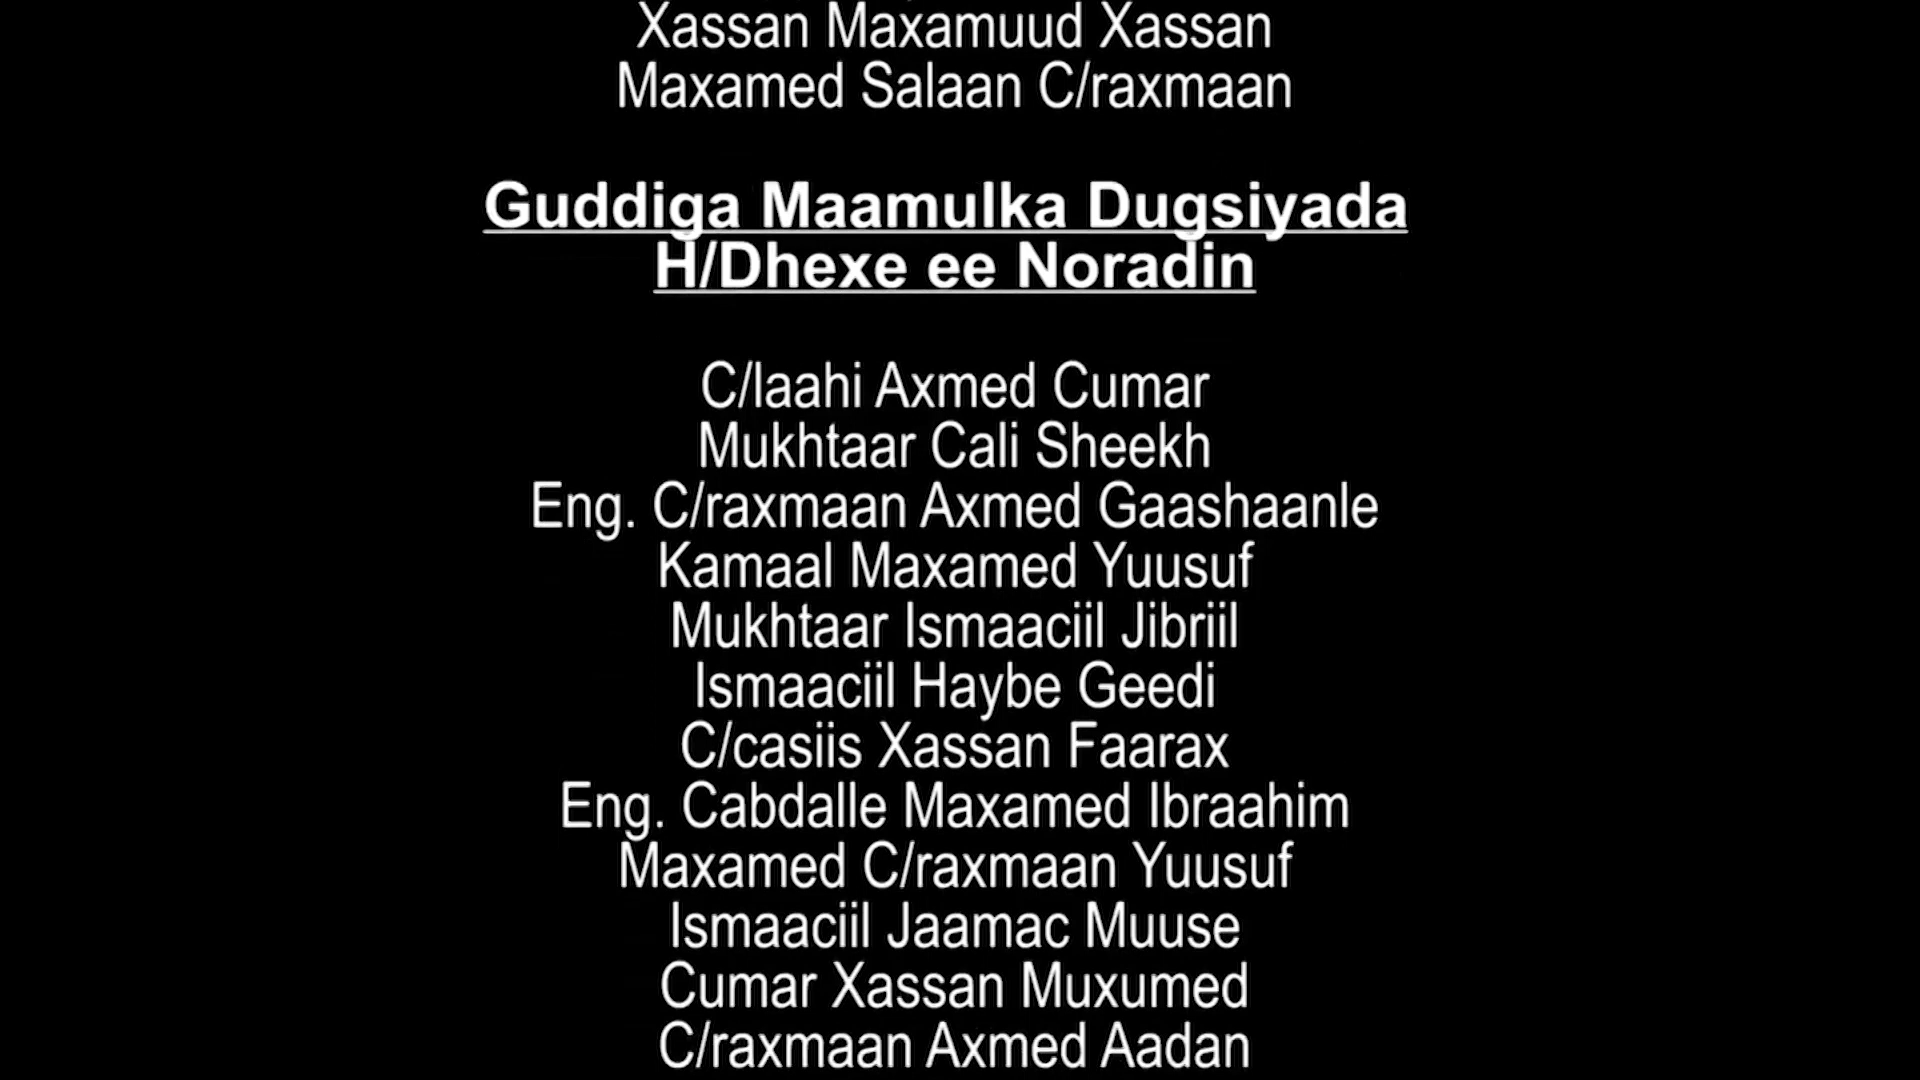 Xassan Maxamuud Xassan
Maxamed Salaan C/raxmaan
Guddiga Maamulka Dugsiyada
H/Dhexe ee Noradin
C/laahi Axmed Cumar
Mukhtaar Cali Sheekh
Eng. C/raxmaan Axmed Gaashaanle
Kamaal Maxamed Yuusuf
Mukhtaar Ismaaciil Jibriil
Ismaaciil Haybe Geedi
C/casiis Xassan Faarax
Eng. Cabdalle Maxamed Ibraahim
Maxamed C/raxmaan Yuusuf
Ismaaciil Jaamac Muuse
Cumar Xassan Muxumed
C/raxmaan Axmed Aadan